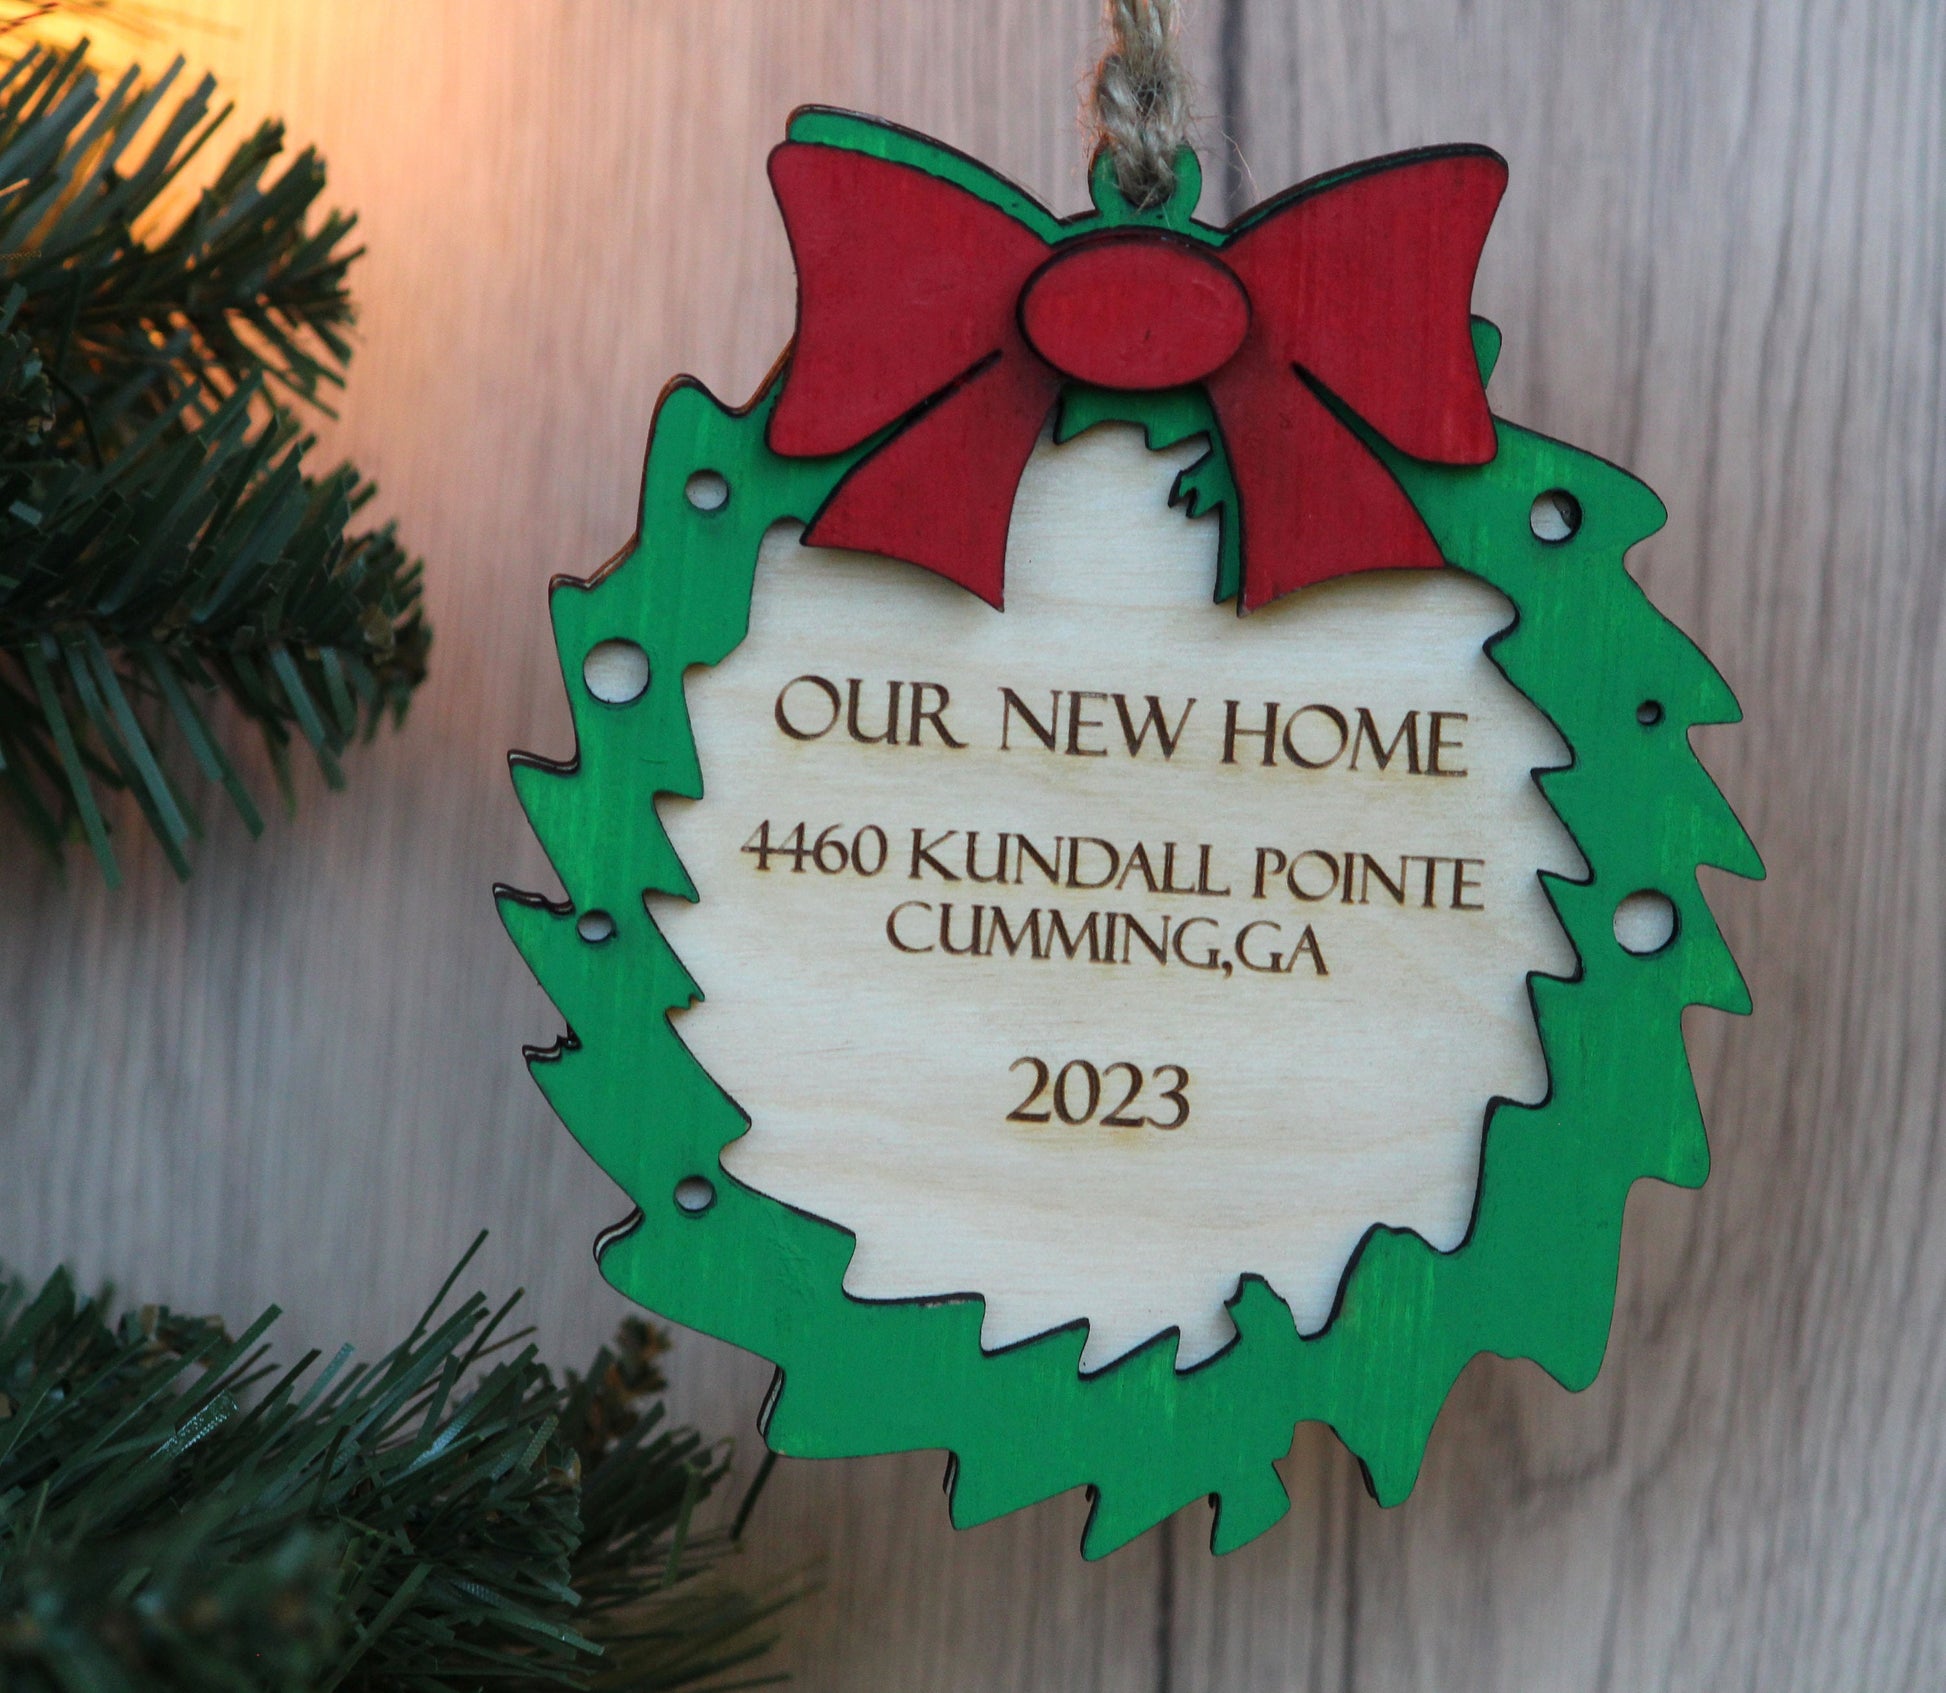 OUR NEW HOME
4460 KUNDALL POINTE
CUMMING,GA
2023